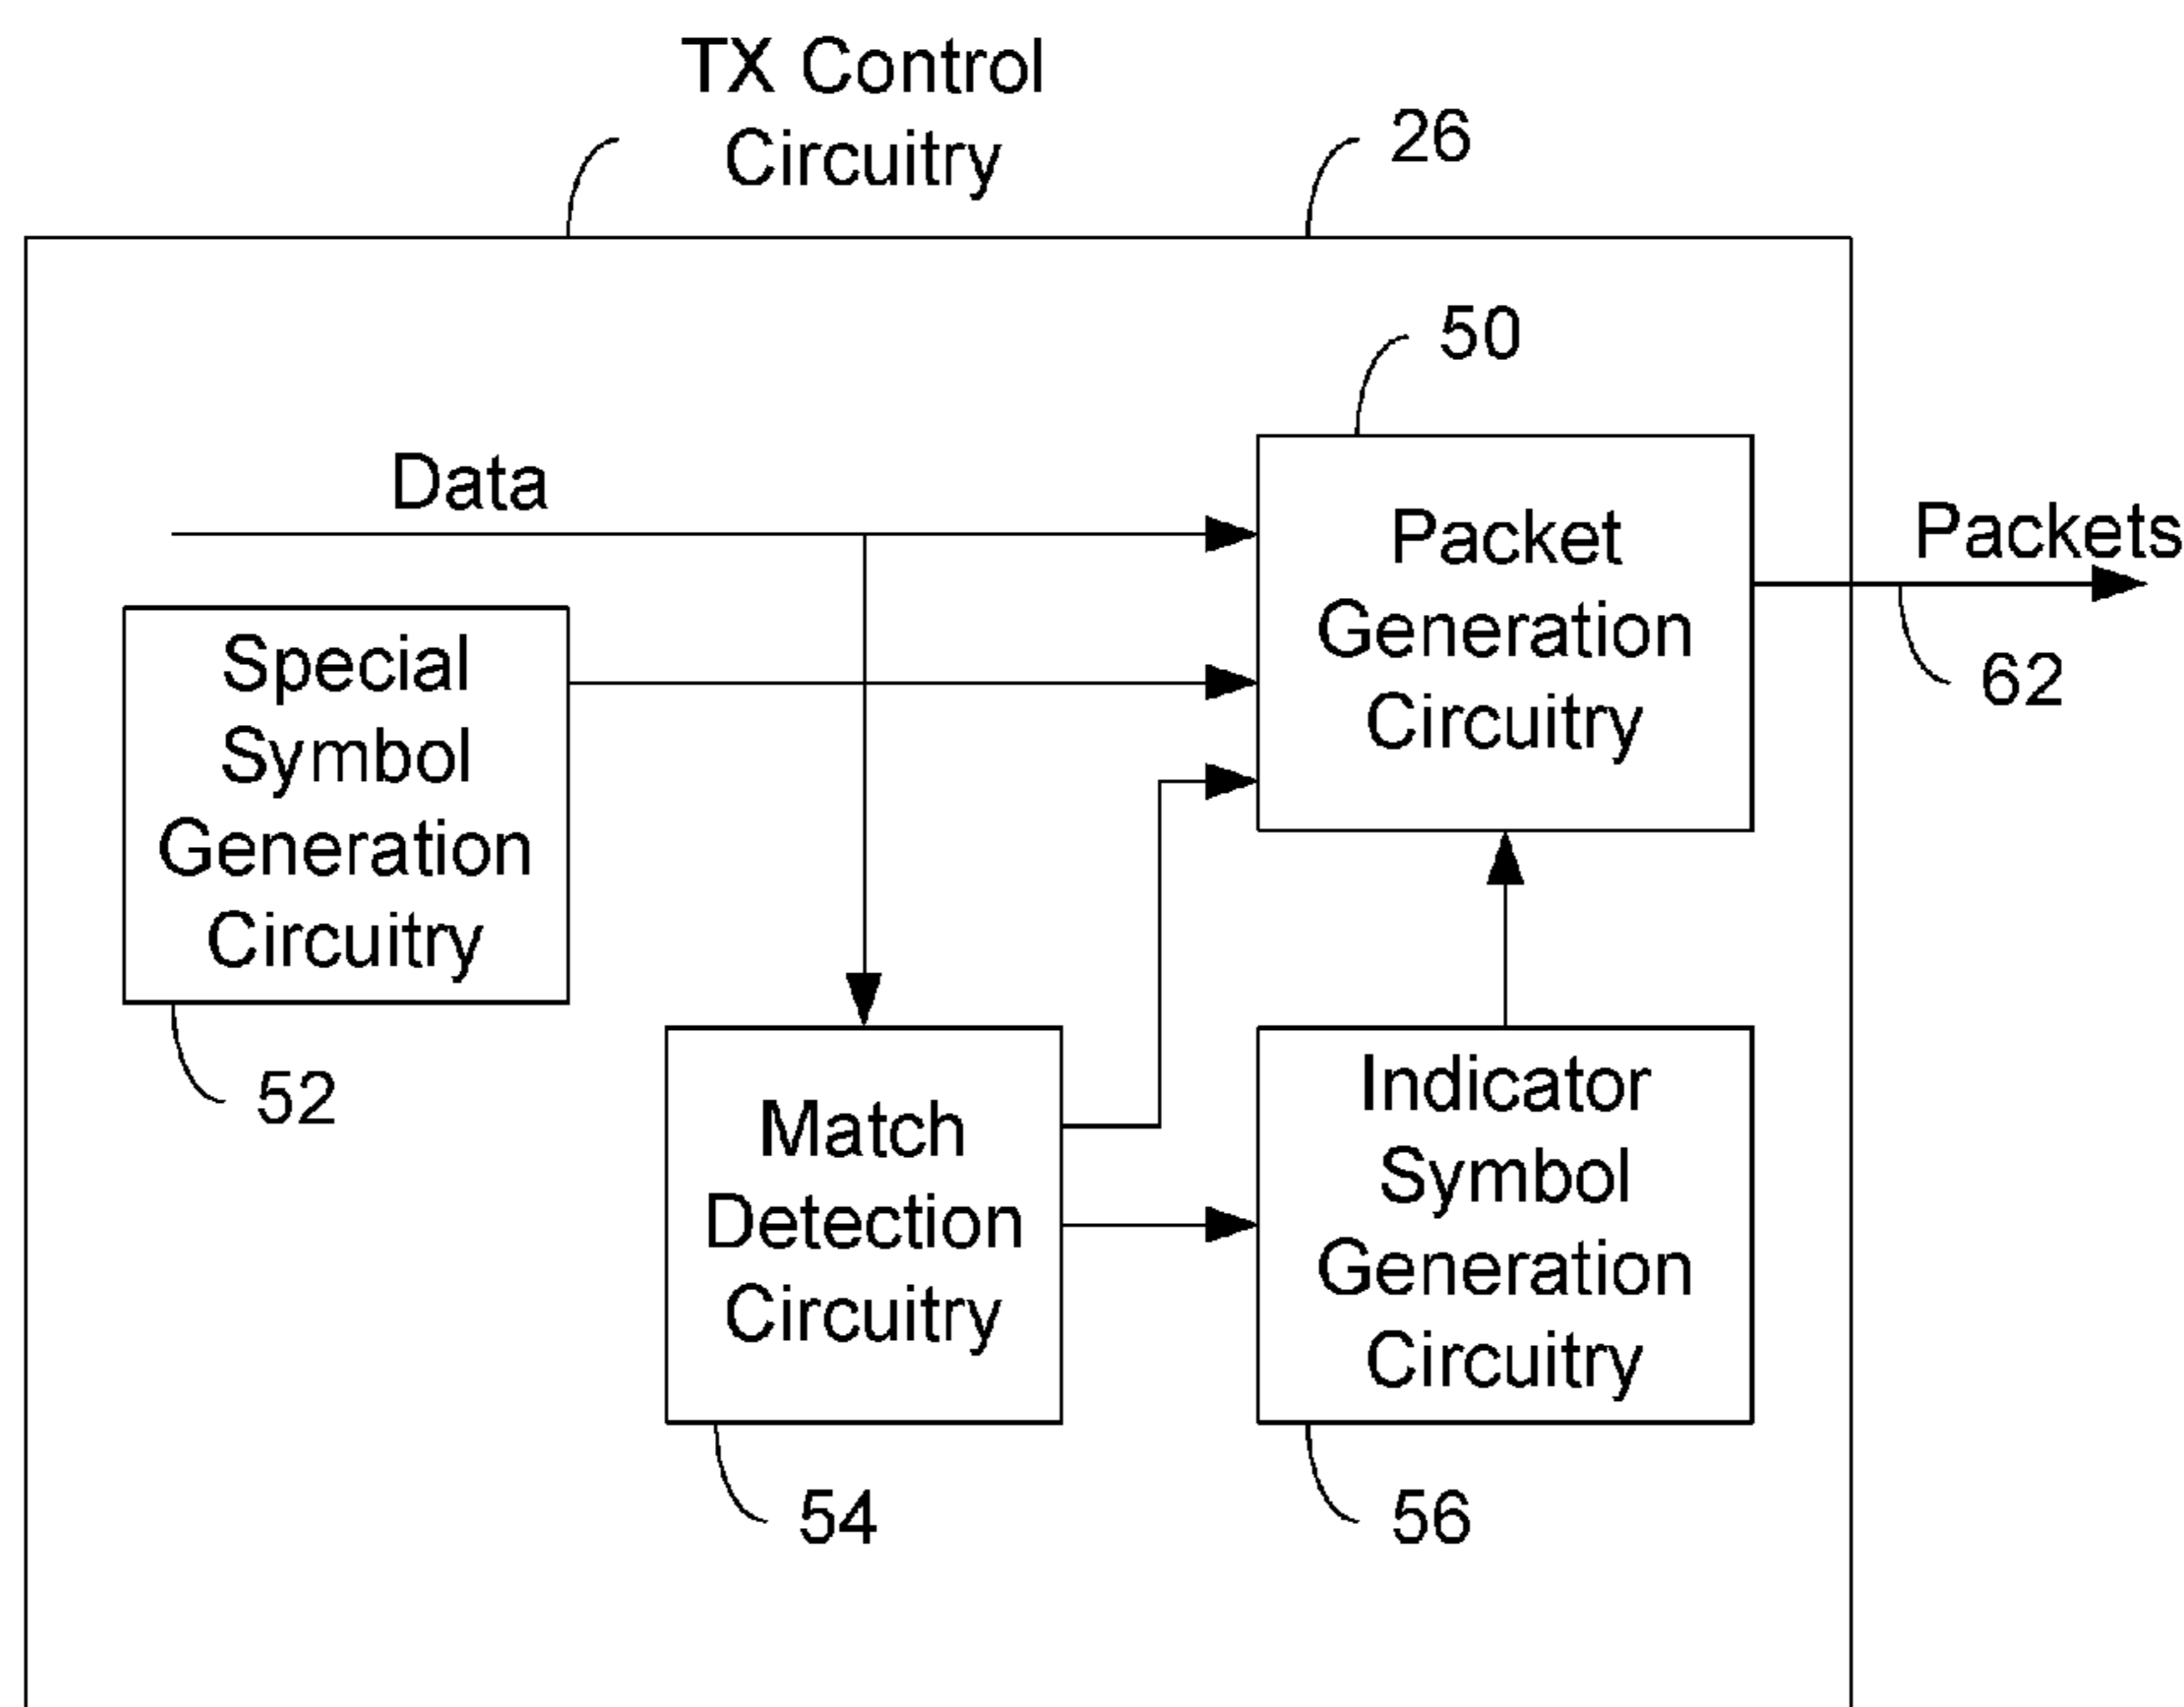 TX Control
Circuitry
26
50
Data
Packet
Generation
Circuitry
Packets
62
Special
Symbol
Generation
Circuitry
52
Match
Detection
Circuitry
54
Indicator
Symbol
Generation
Circuitry
56